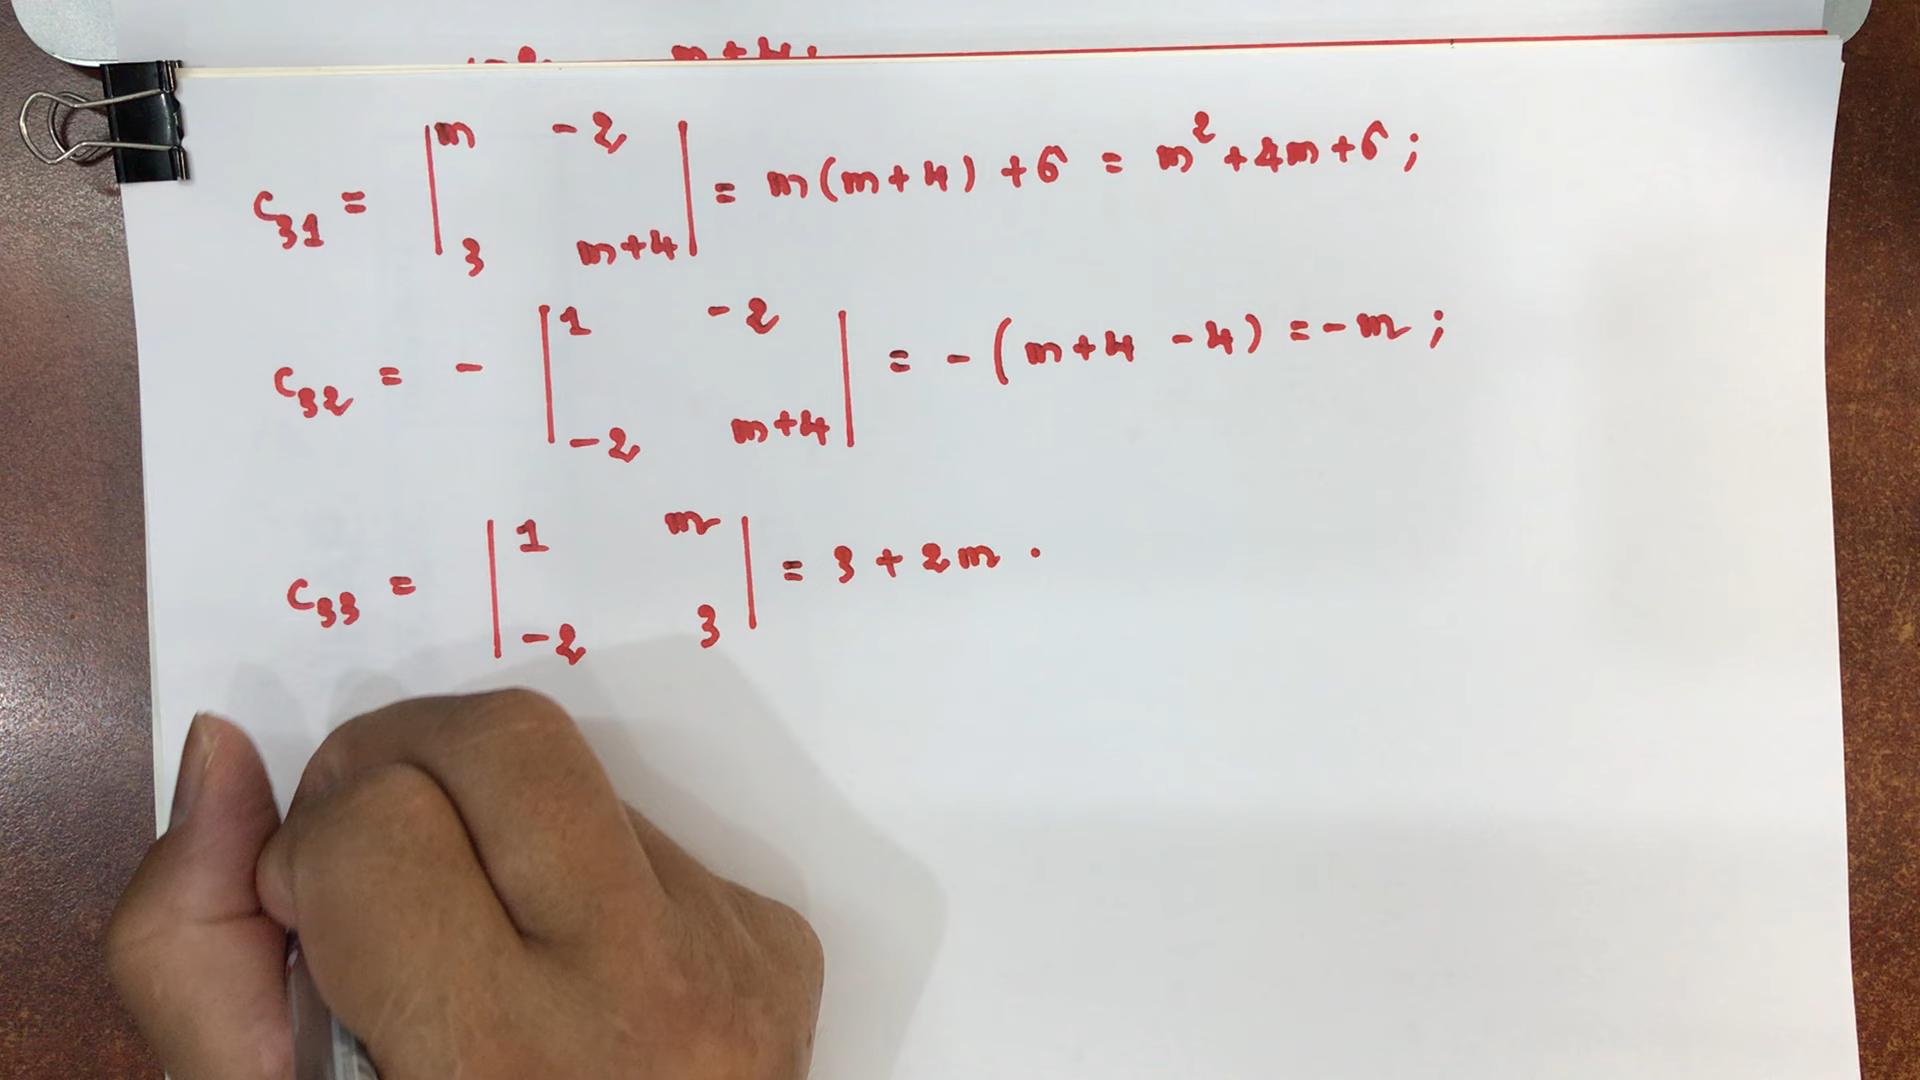 m+4.
C31 = | m -2 | = m(m+4) +6 = m² +4m+6 ;
| 3 m+4 |
C32 = - | 1 -2 | = -(m+4 -4) = -m ;
| -2 m+4 |
C33 = | 1 m | = 3 + 2m .
| -2 3 |